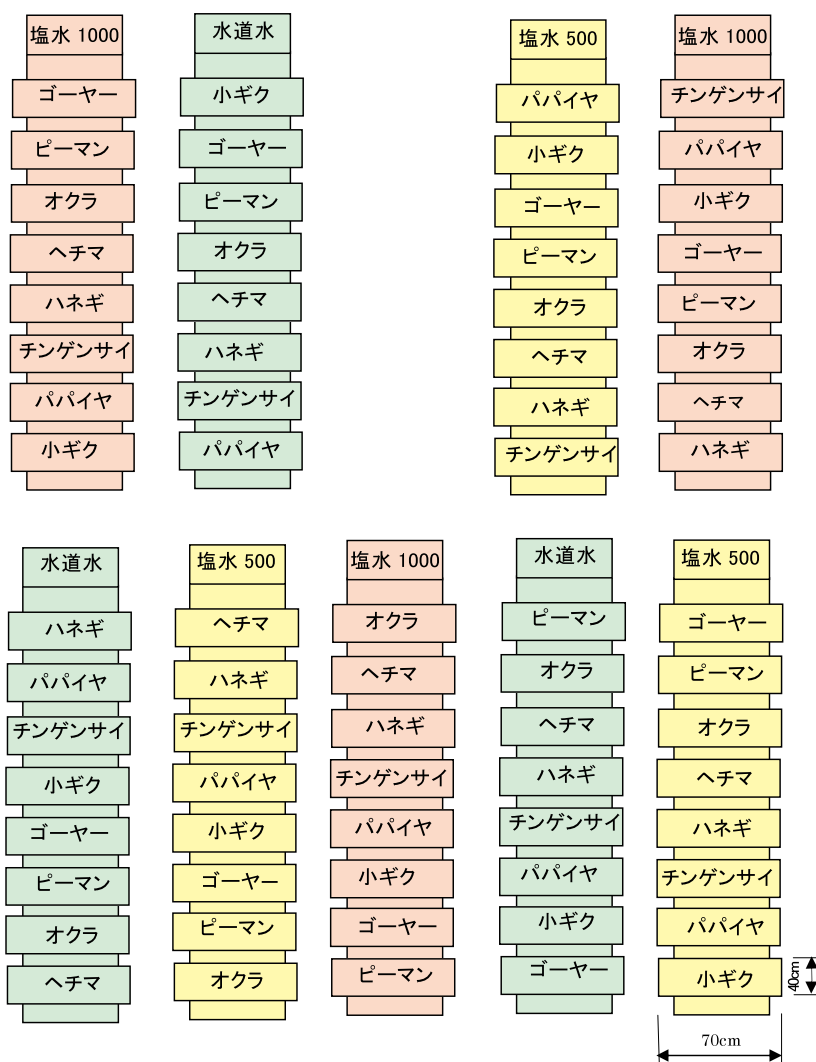 塩水 1000
ゴーヤー
ピーマン
オクラ
ヘチマ
ハネギ
チンゲンサイ
パパイヤ
小ギク
水道水
小ギク
ゴーヤー
ピーマン
オクラ
ヘチマ
ハネギ
チンゲンサイ
パパイヤ
塩水 500
パパイヤ
小ギク
ゴーヤー
ピーマン
オクラ
ヘチマ
ハネギ
チンゲンサイ
塩水 1000
チンゲンサイ
パパイヤ
小ギク
ゴーヤー
ピーマン
オクラ
ヘチマ
ハネギ
水道水
ハネギ
パパイヤ
チンゲンサイ
小ギク
ゴーヤー
ピーマン
オクラ
ヘチマ
塩水 500
ヘチマ
ハネギ
チンゲンサイ
パパイヤ
小ギク
ゴーヤー
ピーマン
オクラ
塩水 1000
オクラ
ヘチマ
ハネギ
チンゲンサイ
パパイヤ
小ギク
ゴーヤー
ピーマン
水道水
ピーマン
オクラ
ヘチマ
ハネギ
チンゲンサイ
パパイヤ
小ギク
ゴーヤー
塩水 500
ゴーヤー
ピーマン
オクラ
ヘチマ
ハネギ
チンゲンサイ
パパイヤ
小ギク
40cm
70cm